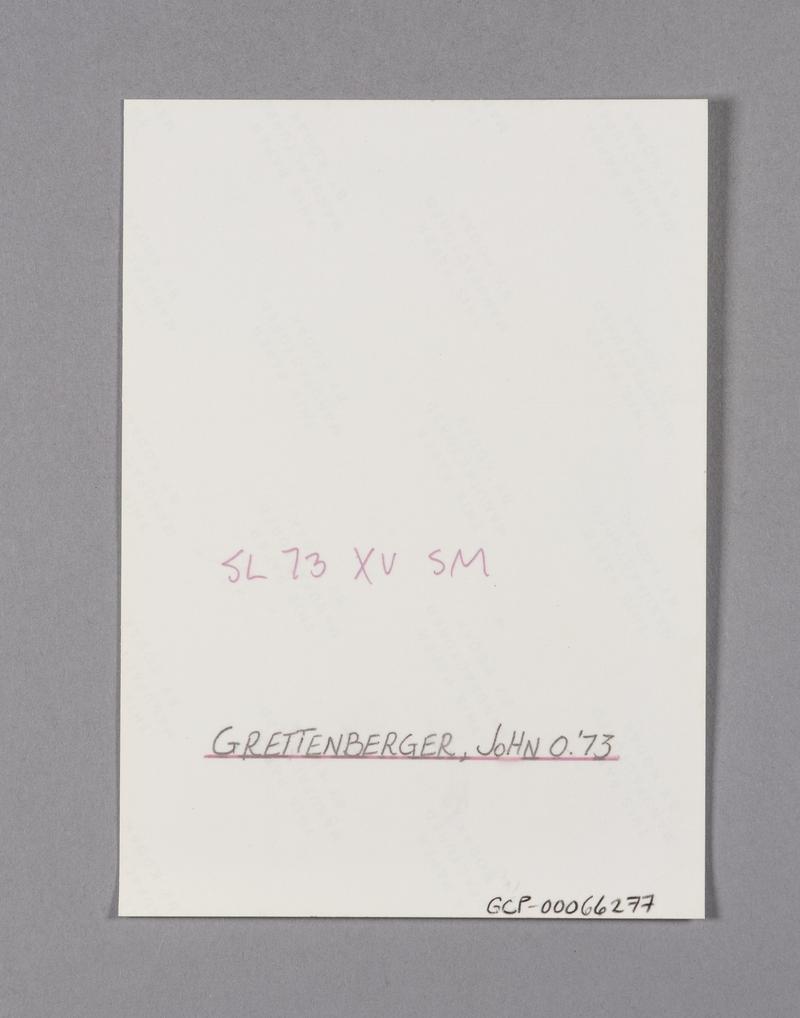 SL 73 XV SM
GRETTENBERGER, JOHN O. '73
GCP-00066277